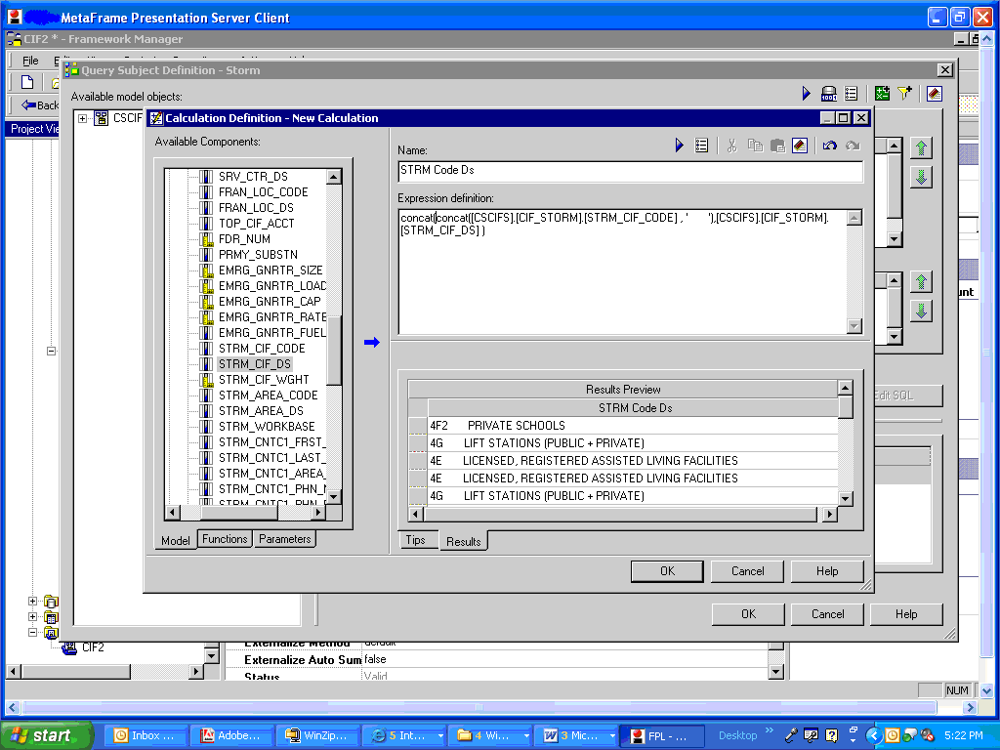 MetaFrame Presentation Server Client
CIF2 * - Framework Manager
File
Query Subject Definition - Storm
Available model objects:
Back
CSCIF
Project Vie
Calculation Definition - New Calculation
Available Components:
SRV_CTR_DS
FRAN_LOC_CODE
FRAN_LOC_DS
TOP_CIF_ACCT
FDR_NUM
PRMY_SUBSTN
EMRG_GNRTR_SIZE
EMRG_GNRTR_LOAD
EMRG_GNRTR_CAP
EMRG_GNRTR_RATE
EMRG_GNRTR_FUEL
STRM_CIF_CODE
STRM_CIF_DS
STRM_CIF_WGHT
STRM_AREA_CODE
STRM_AREA_DS
STRM_WORKBASE
STRM_CNTC1_FRST_
STRM_CNTC1_LAST_
STRM_CNTC1_AREA_
STRM_CNTC1_PHN_N
STRM_CNTC1_PHN
Model
Functions
Parameters
Name:
STRM Code Ds
Expression definition:
concat(concat([CSCIFS].[CIF_STORM].[STRM_CIF_CODE] , '       '),[CSCIFS].[CIF_STORM].
[STRM_CIF_DS] )
Results Preview
STRM Code Ds
4F2 PRIVATE SCHOOLS
4G LIFT STATIONS (PUBLIC + PRIVATE)
4E LICENSED, REGISTERED ASSISTED LIVING FACILITIES
4E LICENSED, REGISTERED ASSISTED LIVING FACILITIES
4G LIFT STATIONS (PUBLIC + PRIVATE)
Tips
Results
OK
Cancel
Help
unt
Edit SQL
OK
Cancel
Help
CIF2
Externalize Method default
Externalize Auto Sum false
Status Valid
NUM
start
Inbox ...
Adobe...
WinZip...
5 Int...
4 Wi...
3 Mic...
FPL - ...
Desktop
5:22 PM